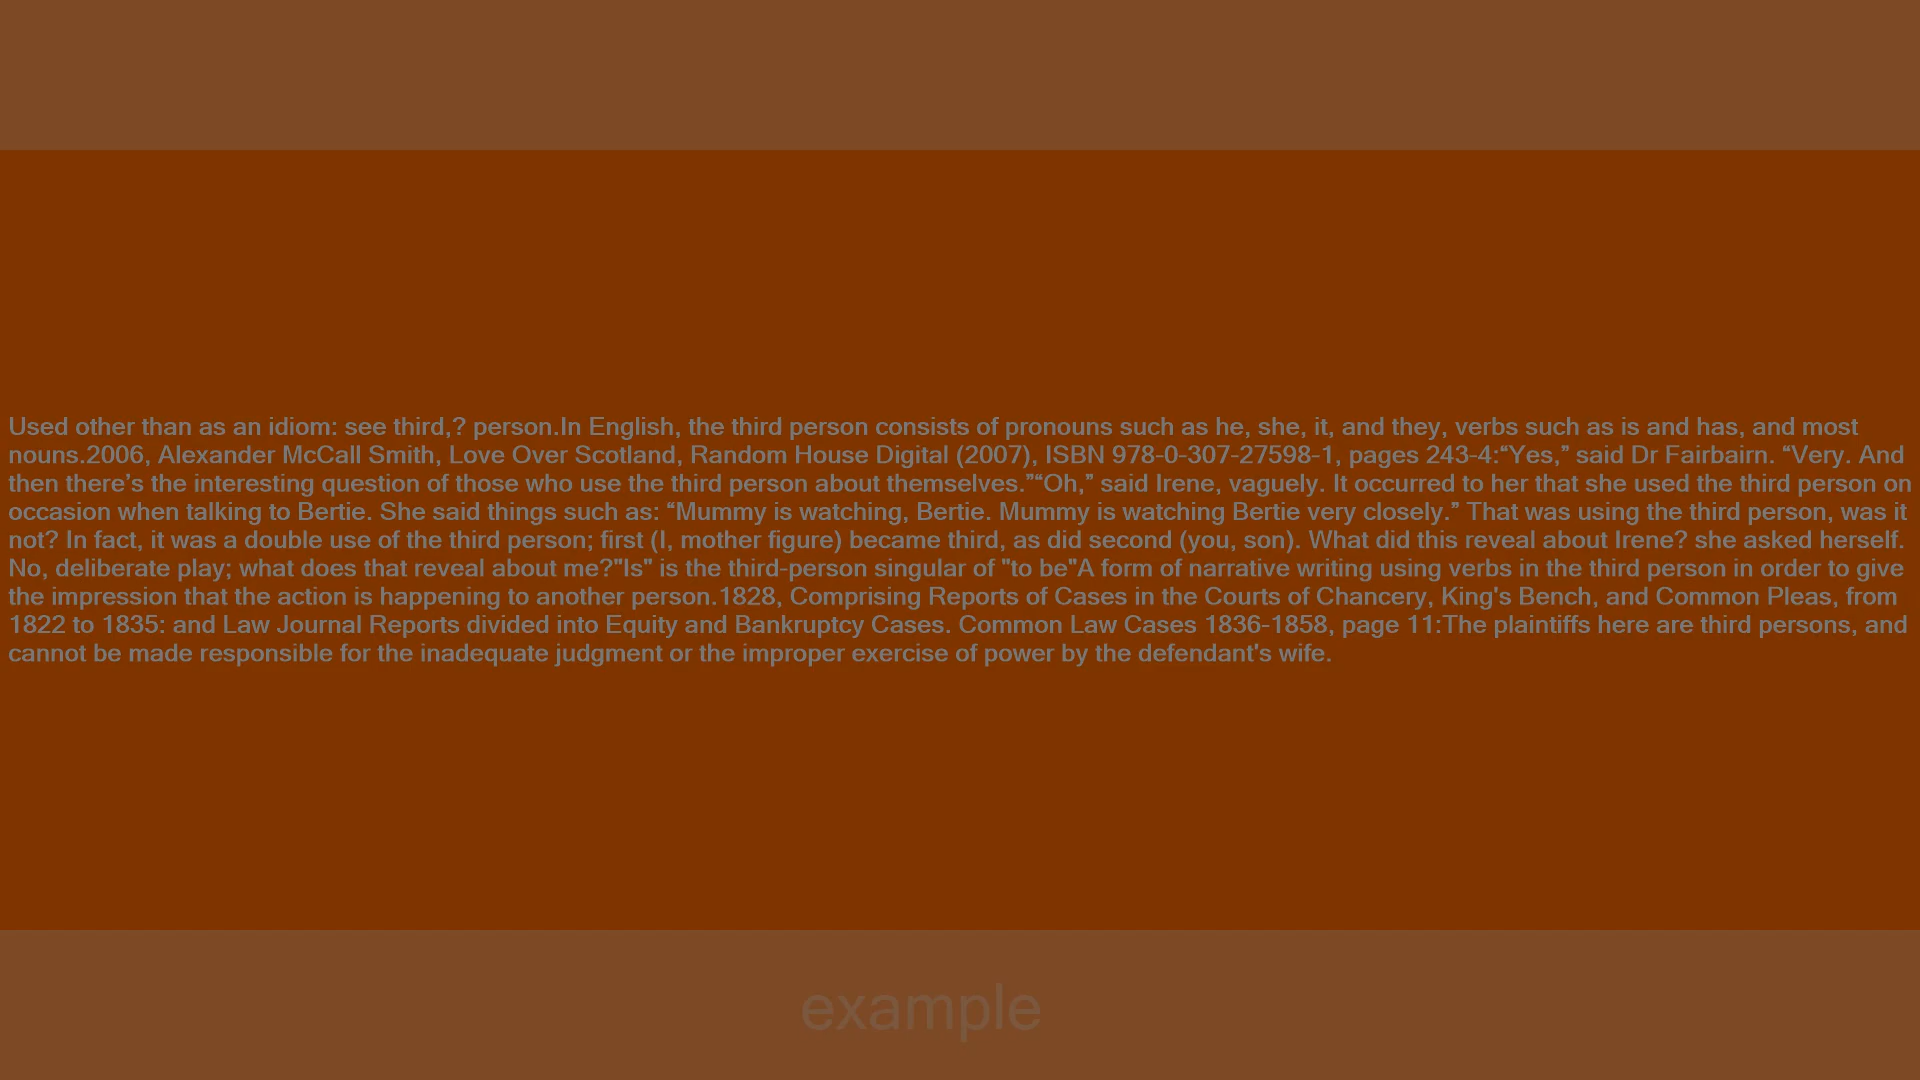 Used other than as an idiom: see third,? person.In English, the third person consists of pronouns such as he, she, it, and they, verbs such as is and has, and most
nouns.2006, Alexander McCall Smith, Love Over Scotland, Random House Digital (2007), ISBN 978-0-307-27598-1, pages 243-4:“Yes,” said Dr Fairbairn. “Very. And
then there’s the interesting question of those who use the third person about themselves.”“Oh,” said Irene, vaguely. It occurred to her that she used the third person on
occasion when talking to Bertie. She said things such as: “Mummy is watching, Bertie. Mummy is watching Bertie very closely.” That was using the third person, was it
not? In fact, it was a double use of the third person; first (I, mother figure) became third, as did second (you, son). What did this reveal about Irene? she asked herself.
No, deliberate play; what does that reveal about me?"Is" is the third-person singular of "to be"A form of narrative writing using verbs in the third person in order to give
the impression that the action is happening to another person.1828, Comprising Reports of Cases in the Courts of Chancery, King's Bench, and Common Pleas, from
1822 to 1835: and Law Journal Reports divided into Equity and Bankruptcy Cases. Common Law Cases 1836-1858, page 11:The plaintiffs here are third persons, and
cannot be made responsible for the inadequate judgment or the improper exercise of power by the defendant's wife.
example